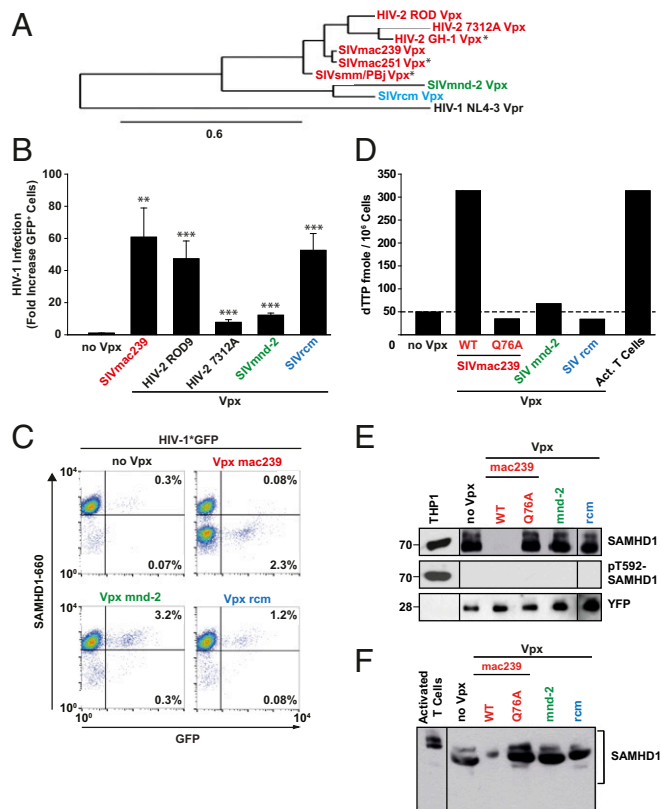 A
HIV-2 ROD Vpx
HIV-2 7312A Vpx
HIV-2 GH-1 Vpx*
SIVmac239 Vpx
SIVmac251 Vpx*
SIVsmm/PBj Vpx*
SIVmnd-2 Vpx
SIVrcm Vpx
HIV-1 NL4-3 Vpr
0.6
B
HIV-1 Infection
(Fold Increase GFP+ Cells)
100
80
60
40
20
0
**
***
***
***
***
no Vpx
SIVmac239
HIV-2 ROD9
HIV-2 7312A
SIVmnd-2
SIVrcm
Vpx
D
dTTP fmole / 10⁶ Cells
350
300
250
200
150
100
50
0
no Vpx
WT
Q76A
SIVmac239
SIV mnd-2
SIV rcm
Act. T Cells
Vpx
C
HIV-1*GFP
no Vpx
Vpx mac239
10⁴
0.3%
0.07%
10⁰
10⁴
0.08%
2.3%
10⁰
SAMHD1-660
Vpx mnd-2
Vpx rcm
10⁴
3.2%
0.3%
10⁰
10⁴
1.2%
0.08%
10⁰
10⁰
10⁴
GFP
E
Vpx
mac239
THP1
no Vpx
WT
Q76A
mnd-2
rcm
70
SAMHD1
70
pT592-
SAMHD1
28
YFP
F
Vpx
mac239
Activated
T Cells
no Vpx
WT
Q76A
mnd-2
rcm
SAMHD1